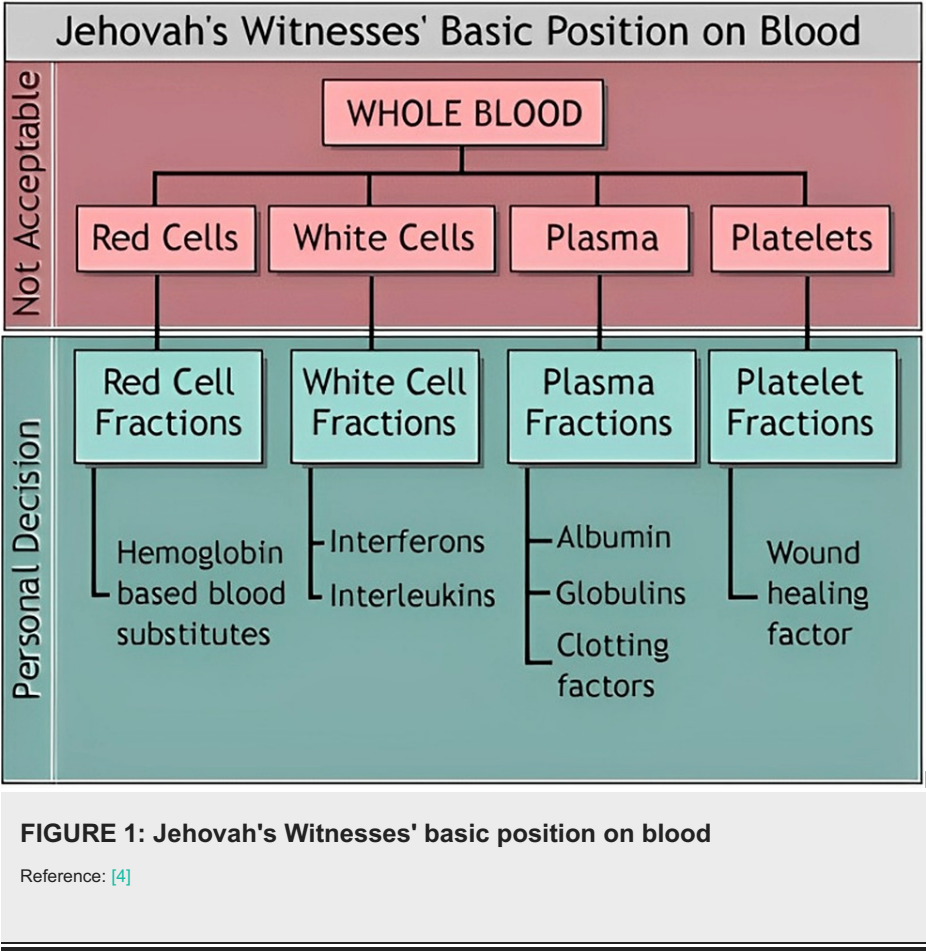 Jehovah's Witnesses' Basic Position on Blood
Not Acceptable
WHOLE BLOOD
Red Cells
White Cells
Plasma
Platelets
Personal Decision
Red Cell
Fractions
White Cell
Fractions
Plasma
Fractions
Platelet
Fractions
Hemoglobin
based blood
substitutes
Interferons
Interleukins
Albumin
Globulins
Clotting
factors
Wound
healing
factor
FIGURE 1: Jehovah's Witnesses' basic position on blood
Reference: [4]